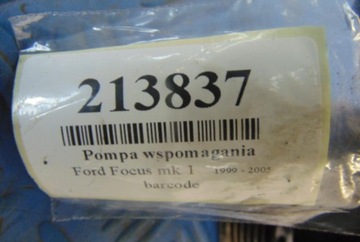 213837
Pompa wspomagania
Ford Focus mk 1 1999 - 2005
barcode